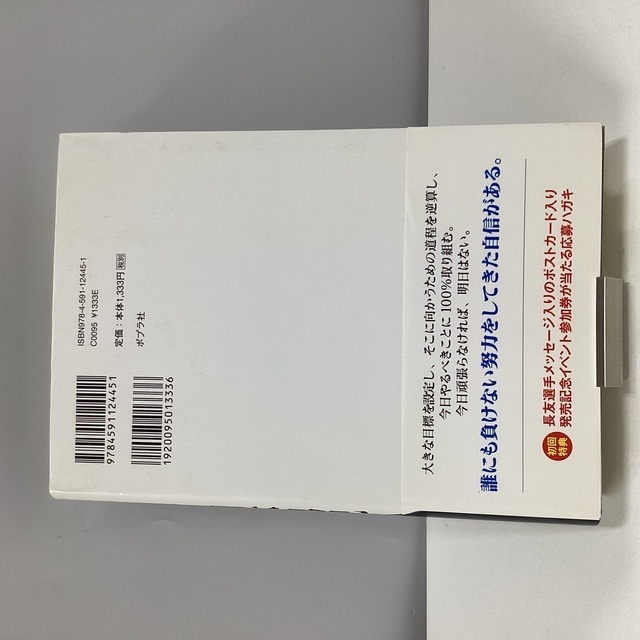 9784591124451
1920095013336
ISBN978-4-591-12445-1
C0095 ¥1333E
定価：本体1,333円 税別
ポプラ社
大きな目標を設定し、そこに向かうための道程を逆算し、
今日やるべきことに100％取り組む。
今日頑張らなければ、明日はない。
誰にも負けない努力をしてきた自信がある。
初回
特典
長友選手メッセージ入りのポストカード入り
発売記念イベント参加券が当たる応募ハガキ